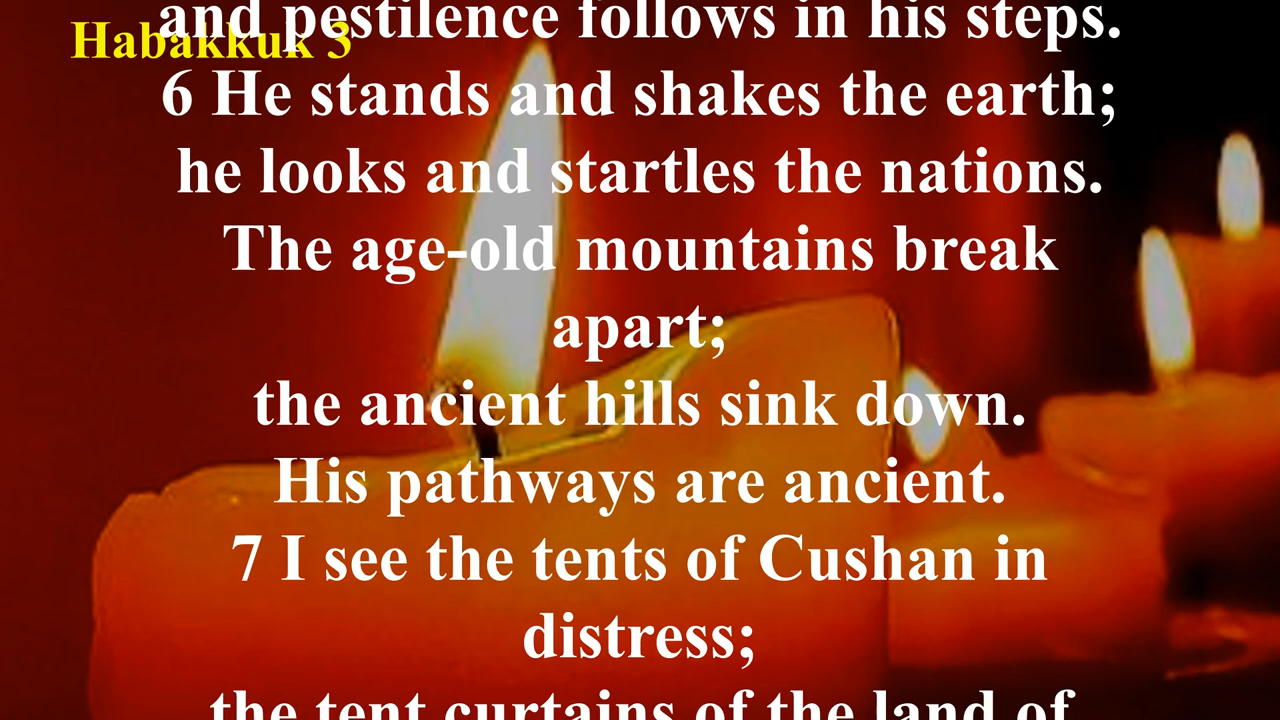 Habakkuk 3
and pestilence follows in his steps.
6 He stands and shakes the earth;
he looks and startles the nations.
The age-old mountains break
apart;
the ancient hills sink down.
His pathways are ancient.
7 I see the tents of Cushan in
distress;
the tent curtains of the land of